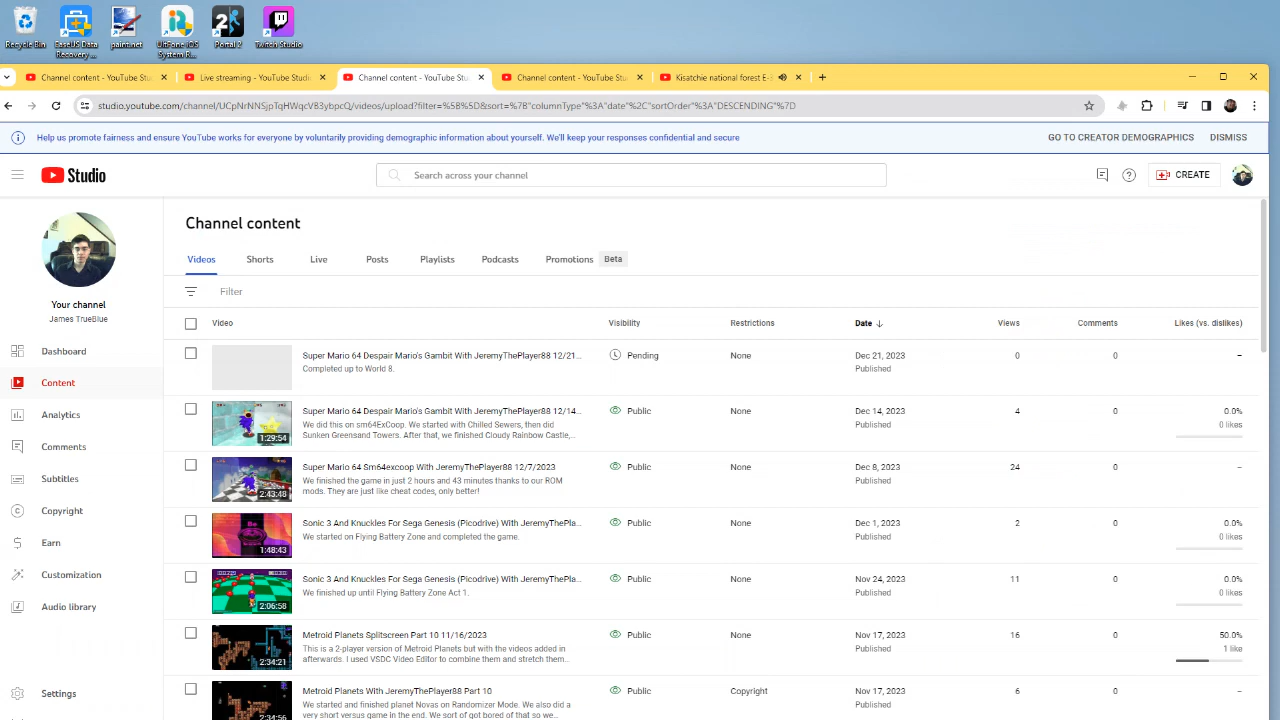 Recycle Bin
EaseUS Data Recovery ...
paint.net
UltFone iOS System R...
Portal 2
Twitch Studio
Channel content - YouTube Studio
Live streaming - YouTube Studio
Channel content - YouTube Stu
Channel content - YouTube Stu
Kisatchie national forest E-
studio.youtube.com/channel/UCpNrNNSjpTqHWqcVB3ybpcQ/videos/upload?filter=%5B%5D&sort=%7B"columnType"%3A"date"%2C"sortOrder"%3A"DESCENDING"%7D
Help us promote fairness and ensure YouTube works for everyone by voluntarily providing demographic information about yourself. We'll keep your responses confidential and secure
GO TO CREATOR DEMOGRAPHICS
DISMISS
Studio
Search across your channel
CREATE
Your channel
James TrueBlue
Dashboard
Content
Analytics
Comments
Subtitles
Copyright
Earn
Customization
Audio library
Settings
Channel content
Videos Shorts Live Posts Playlists Podcasts Promotions Beta
Filter
Video Visibility Restrictions Date Views Comments Likes (vs. dislikes)
Super Mario 64 Despair Mario's Gambit With JeremyThePlayer88 12/21... Pending None Dec 21, 2023 0 0 –
Completed up to World 8. Published
Super Mario 64 Despair Mario's Gambit With JeremyThePlayer88 12/14... Public None Dec 14, 2023 4 0 0.0%
We did this on sm64ExCoop. We started with Chilled Sewers, then did Published 0 likes
Sunken Greensand Towers. After that, we finished Cloudy Rainbow Castle,...
1:29:54
Super Mario 64 Sm64excoop With JeremyThePlayer88 12/7/2023 Public None Dec 8, 2023 24 0 –
We finished the game in just 2 hours and 43 minutes thanks to our ROM Published
mods. They are just like cheat codes, only better!
2:43:48
Sonic 3 And Knuckles For Sega Genesis (Picodrive) With JeremyThePla... Public None Dec 1, 2023 2 0 0.0%
We started on Flying Battery Zone and completed the game. Published 0 likes
1:48:43
Sonic 3 And Knuckles For Sega Genesis (Picodrive) With JeremyThePla... Public None Nov 24, 2023 11 0 0.0%
We finished up until Flying Battery Zone Act 1. Published 0 likes
2:06:58
Metroid Planets Splitscreen Part 10 11/16/2023 Public None Nov 17, 2023 16 0 50.0%
This is a 2-player version of Metroid Planets but with the videos added in Published 1 like
afterwards. I used VSDC Video Editor to combine them and stretch them...
2:34:21
Metroid Planets With JeremyThePlayer88 Part 10 Public Copyright Nov 17, 2023 6 0
We started and finished planet Novas on Randomizer Mode. We also did a Published
very short versus game in the end. We sort of got bored of that so we...
2:34:56